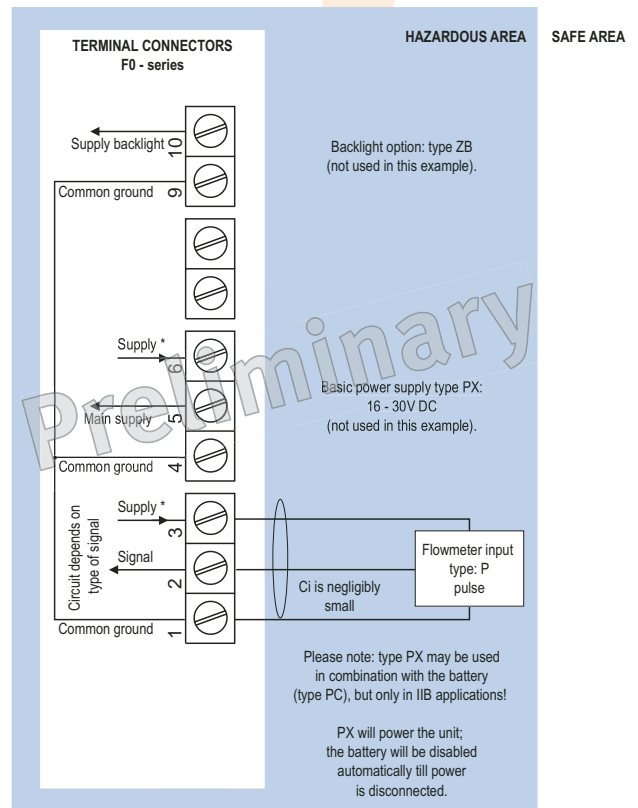 TERMINAL CONNECTORS
F0 - series
HAZARDOUS AREA
SAFE AREA
Supply backlight
10
Common ground
9
Backlight option: type ZB
(not used in this example).
Supply *
6
Main supply
5
Common ground
4
Basic power supply type PX:
16 - 30V DC
(not used in this example).
Preliminary
Circuit depends on
type of signal
Supply *
3
Signal
2
Common ground
1
Ci is negligibly
small
Flowmeter input
type: P
pulse
Please note: type PX may be used
in combination with the battery
(type PC), but only in IIB applications!
PX will power the unit;
the battery will be disabled
automatically till power
is disconnected.